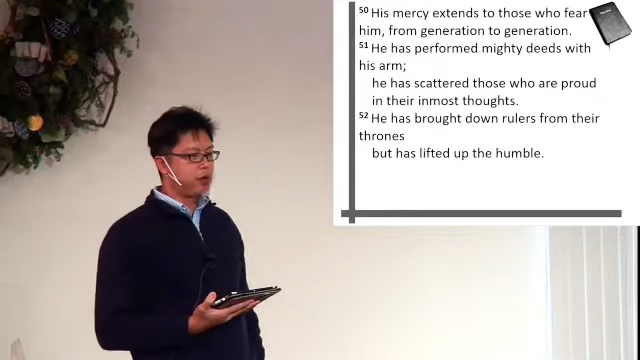 50 His mercy extends to those who fear
him, from generation to generation.
51 He has performed mighty deeds with
his arm;
he has scattered those who are proud
in their inmost thoughts.
52 He has brought down rulers from their
thrones
but has lifted up the humble.